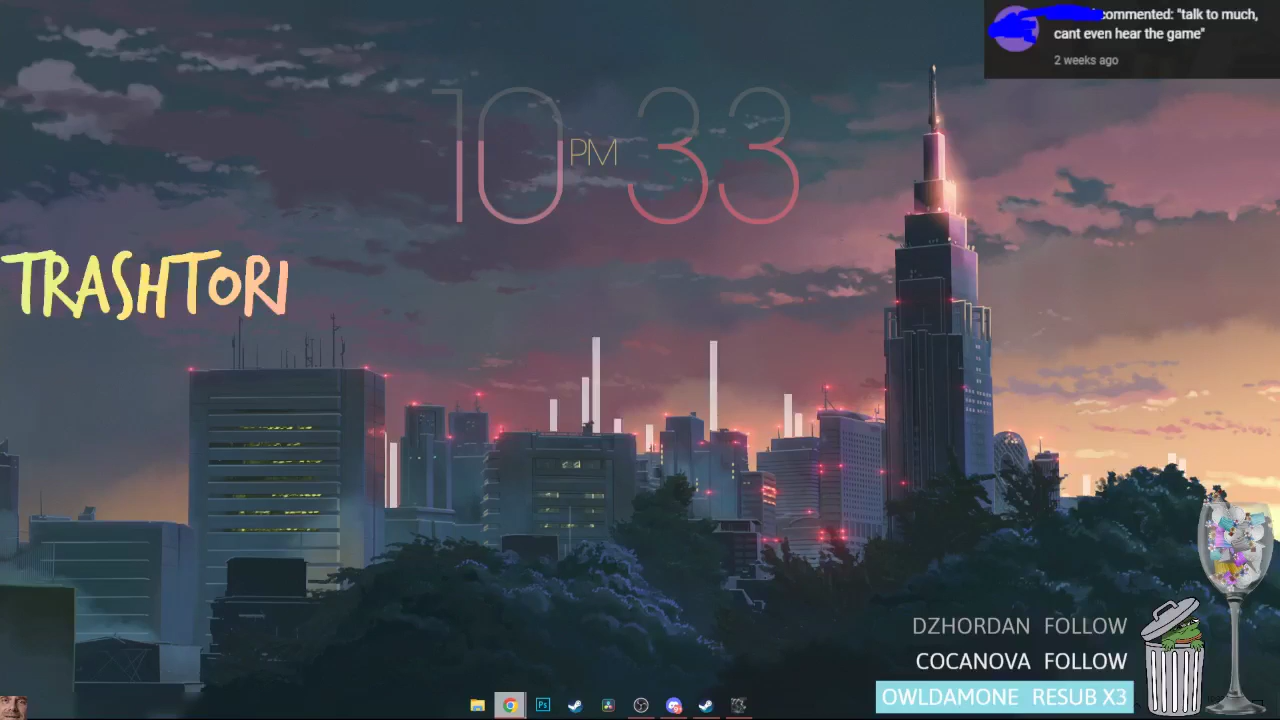 commented: "talk to much,
cant even hear the game"
2 weeks ago
10 PM 33
TRASHTORI
DZHORDAN FOLLOW
COCANOVA FOLLOW
OWLDAMONE RESUB X3
Ps